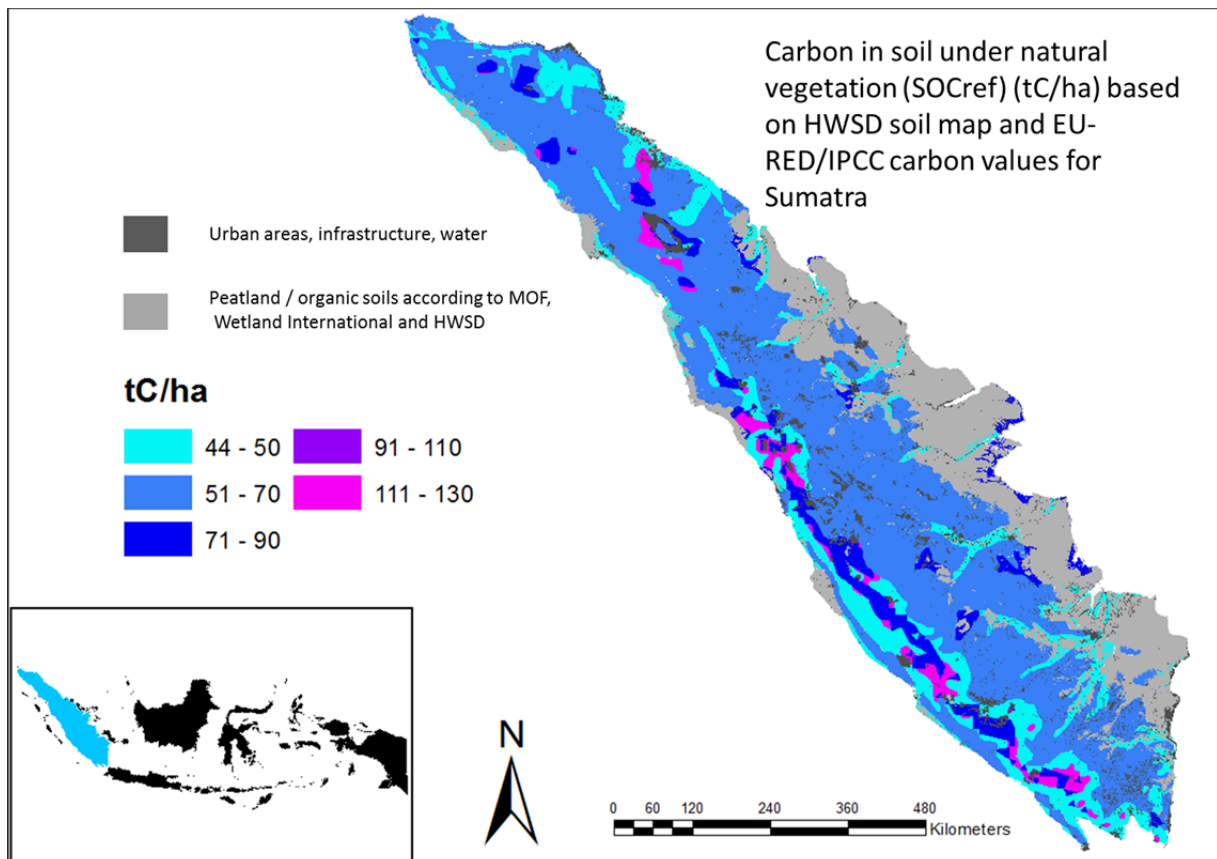 Carbon in soil under natural
vegetation (SOCref) (tC/ha) based
on HWSD soil map and EU-
RED/IPCC carbon values for
Sumatra
Urban areas, infrastructure, water
Peatland / organic soils according to MOF,
Wetland International and HWSD
tC/ha
44 - 50
91 - 110
51 - 70
111 - 130
71 - 90
N
0 60 120 240 360 480
Kilometers